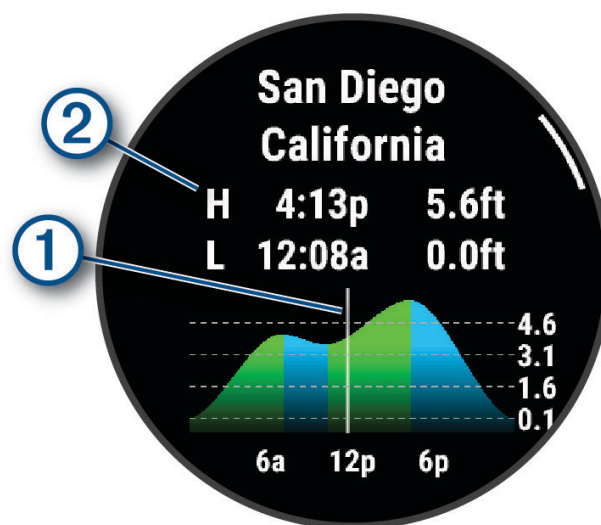 San Diego
California
2
H 4:13p 5.6ft
L 12:08a 0.0ft
1
4.6
3.1
1.6
0.1
6a 12p 6p